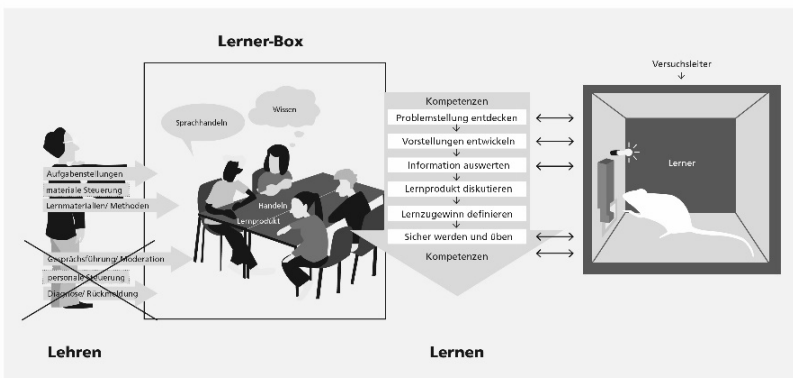 Lerner-Box
Versuchsleiter
Sprachhandeln
Wissen
Aufgabenstellungen
materiale Steuerung
Lernmaterialien/ Methoden
Handeln
Lernprodukt
Gesprächsführung/ Moderation
personale Steuerung
Diagnose/ Rückmeldung
Kompetenzen
Problemstellung entdecken
Vorstellungen entwickeln
Information auswerten
Lernprodukt diskutieren
Lernzugewinn definieren
Sicher werden und üben
Kompetenzen
Lerner
Lehren
Lernen